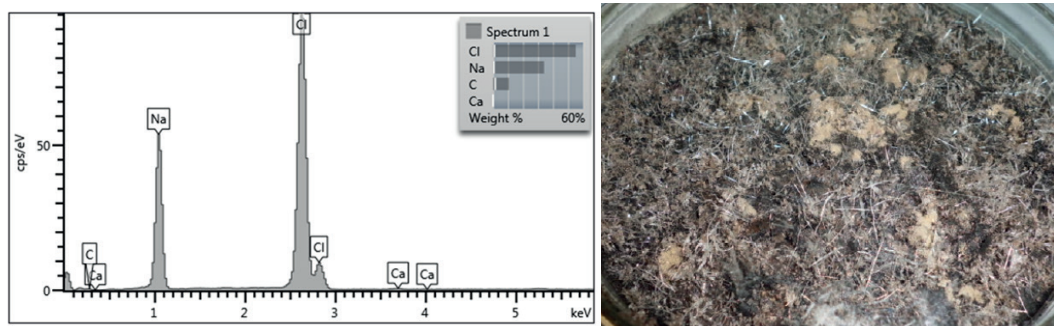 Cl
Spectrum 1
Cl
Na
C
Ca
Weight % 60%
Na
50
cps/eV
Cl
C
Ca
Ca
Ca
0
1
2
3
4
5
keV